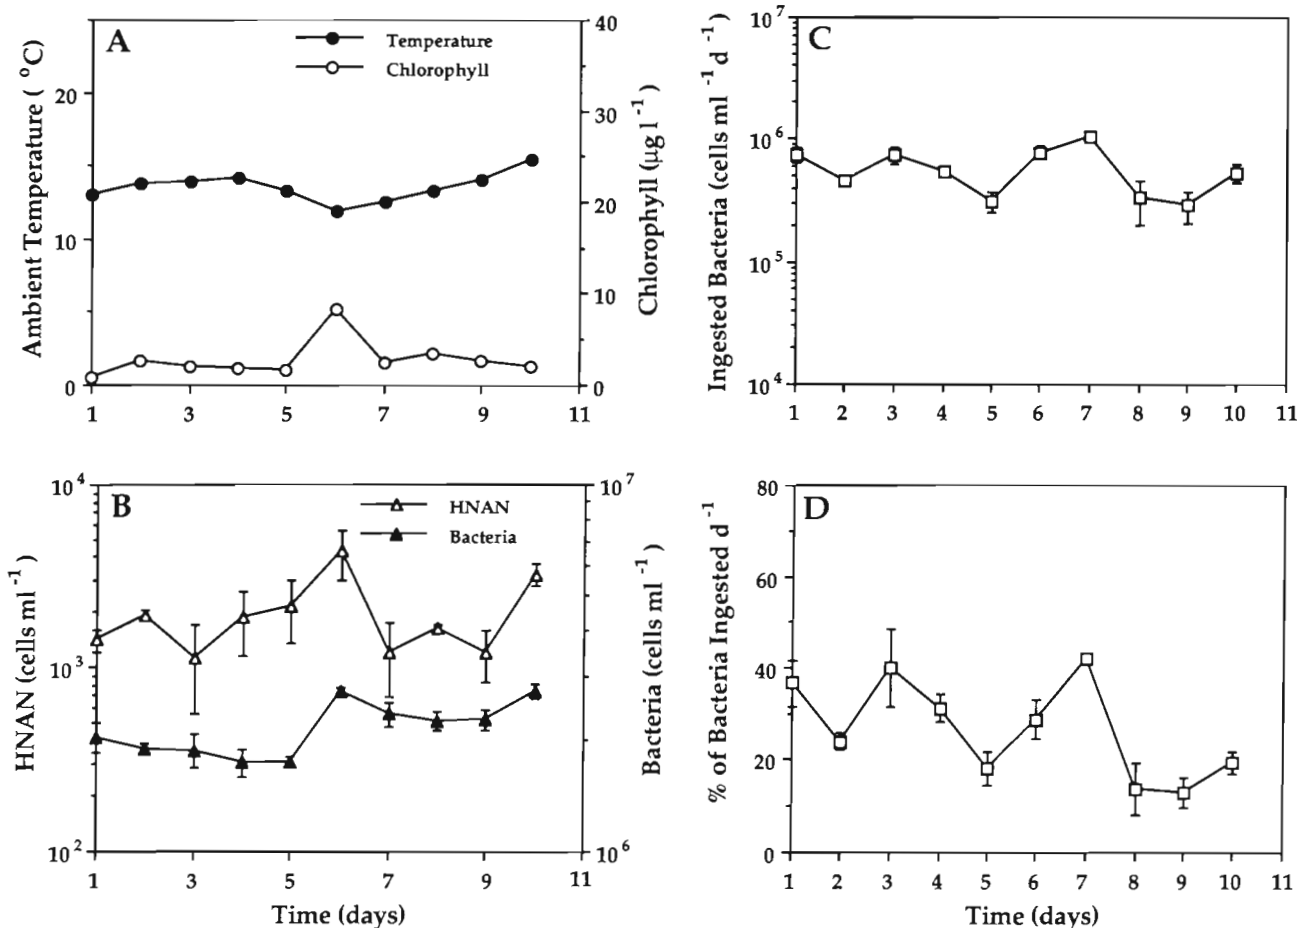 A
Temperature
Chlorophyll
Ambient Temperature ( °C)
20
10
0
40
30
20
10
0
Chlorophyll (µg l⁻¹)
1 3 5 7 9 11
B
HNAN
Bacteria
HNAN (cells ml⁻¹ )
10⁴
10³
10²
10⁷
10⁶
Bacteria (cells ml⁻¹ )
1 3 5 7 9 11
Time (days)
C
Ingested Bacteria (cells ml⁻¹ d⁻¹ )
10⁷
10⁶
10⁵
10⁴
1 2 3 4 5 6 7 8 9 10 11
D
% of Bacteria Ingested d⁻¹
80
60
40
20
0
1 2 3 4 5 6 7 8 9 10 11
Time (days)